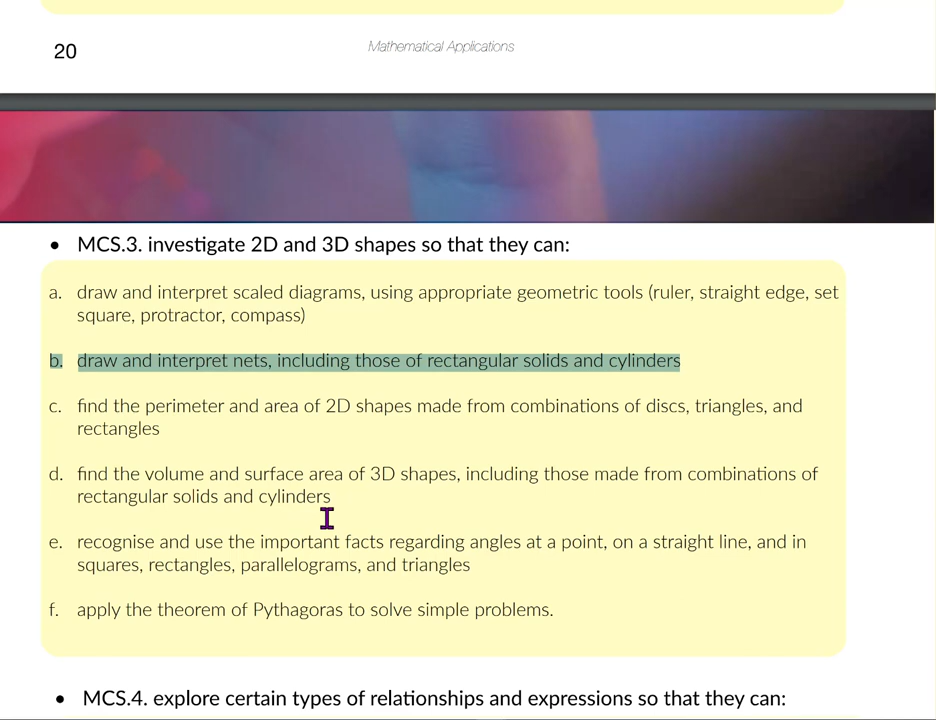 20
Mathematical Applications
• MCS.3. investigate 2D and 3D shapes so that they can:
a. draw and interpret scaled diagrams, using appropriate geometric tools (ruler, straight edge, set
square, protractor, compass)
b. draw and interpret nets, including those of rectangular solids and cylinders
c. find the perimeter and area of 2D shapes made from combinations of discs, triangles, and
rectangles
d. find the volume and surface area of 3D shapes, including those made from combinations of
rectangular solids and cylinders
e. recognise and use the important facts regarding angles at a point, on a straight line, and in
squares, rectangles, parallelograms, and triangles
f. apply the theorem of Pythagoras to solve simple problems.
• MCS.4. explore certain types of relationships and expressions so that they can: